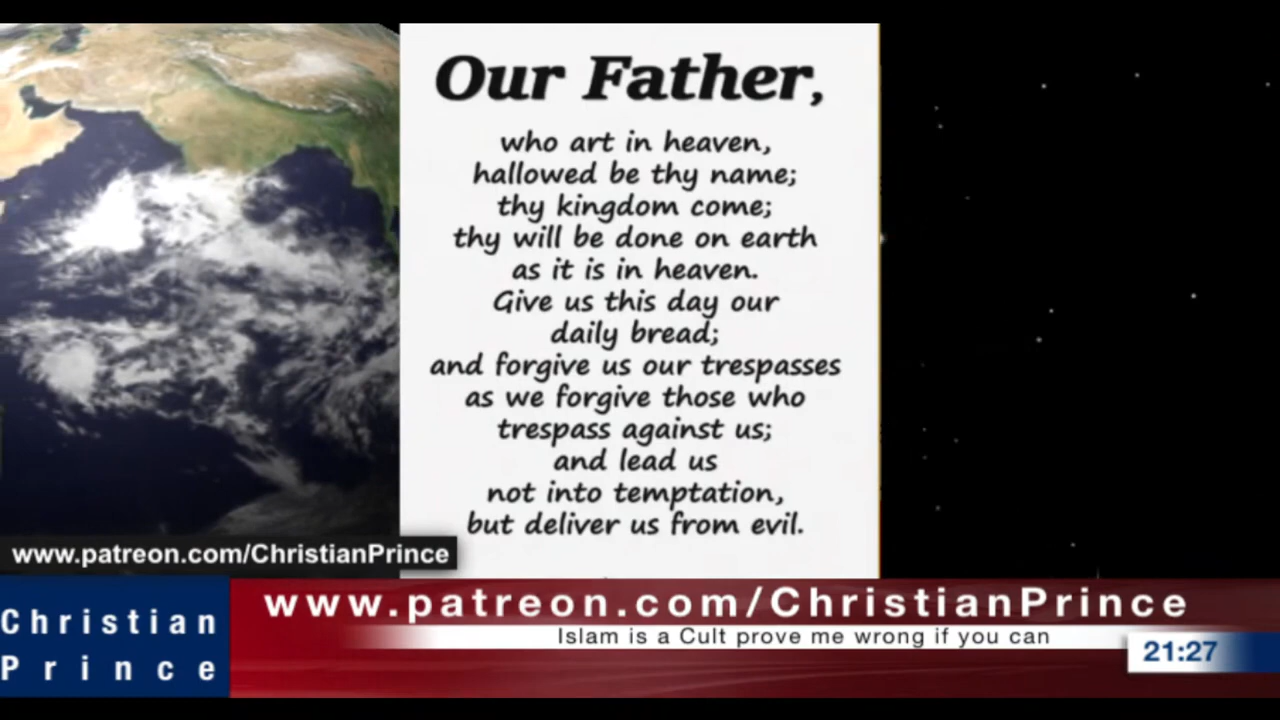 Our Father,
who art in heaven,
hallowed be thy name;
thy kingdom come;
thy will be done on earth
as it is in heaven.
Give us this day our
daily bread;
and forgive us our trespasses
as we forgive those who
trespass against us;
and lead us
not into temptation,
but deliver us from evil.
www.patreon.com/ChristianPrince
Christian
Prince
www.patreon.com/ChristianPrince
Islam is a Cult prove me wrong if you can
21:27